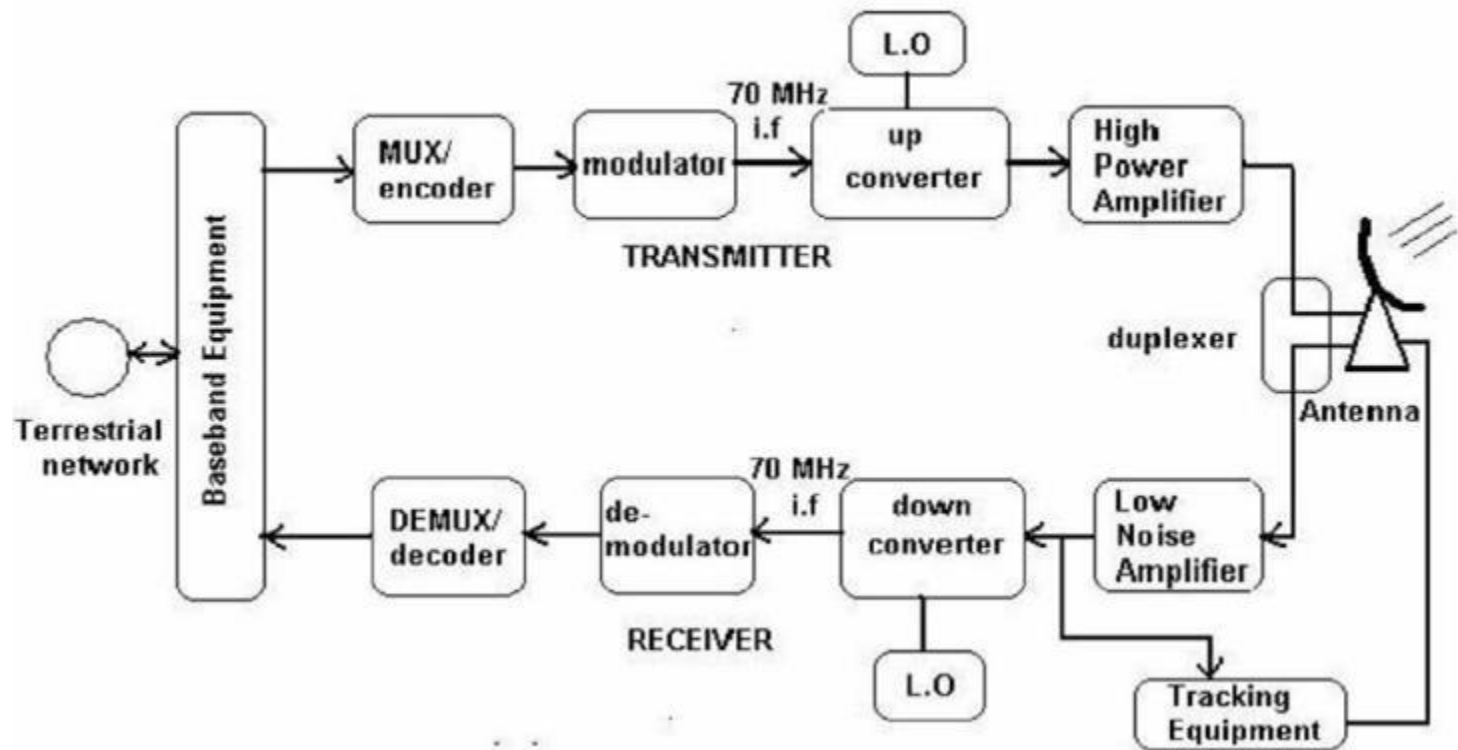 L.O
70 MHz
i.f
MUX/
encoder
modulator
up
converter
High
Power
Amplifier
TRANSMITTER
Baseband Equipment
duplexer
Antenna
Terrestrial
network
DEMUX/
decoder
de-
modulator
70 MHz
i.f
down
converter
Low
Noise
Amplifier
RECEIVER
L.O
Tracking
Equipment